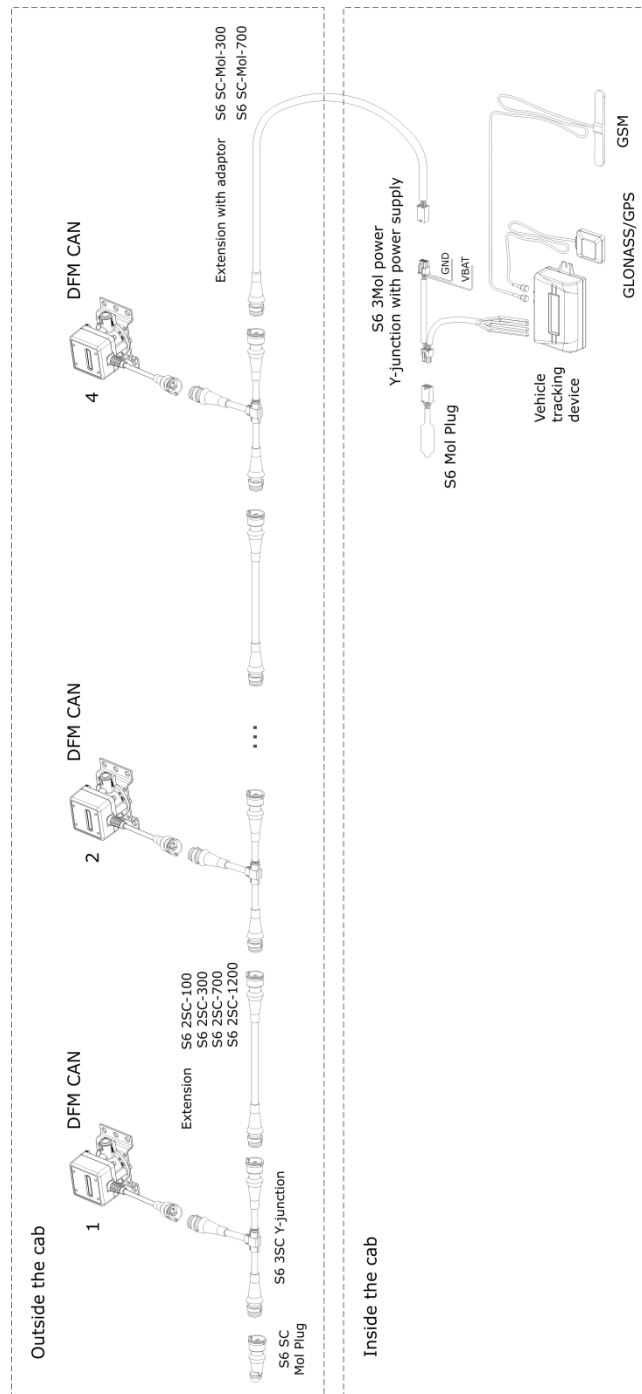 Outside the cab
S6 SC
Mol Plug
S6 3SC Y-junction
1
DFM CAN
Extension
S6 2SC-100
S6 2SC-300
S6 2SC-700
S6 2SC-1200
2
DFM CAN
...
4
DFM CAN
Extension with adaptor
S6 SC-Mol-300
S6 SC-Mol-700
Inside the cab
S6 Mol Plug
S6 3Mol power
Y-junction with power supply
GND
VBAT
Vehicle
tracking
device
GLONASS/GPS
GSM